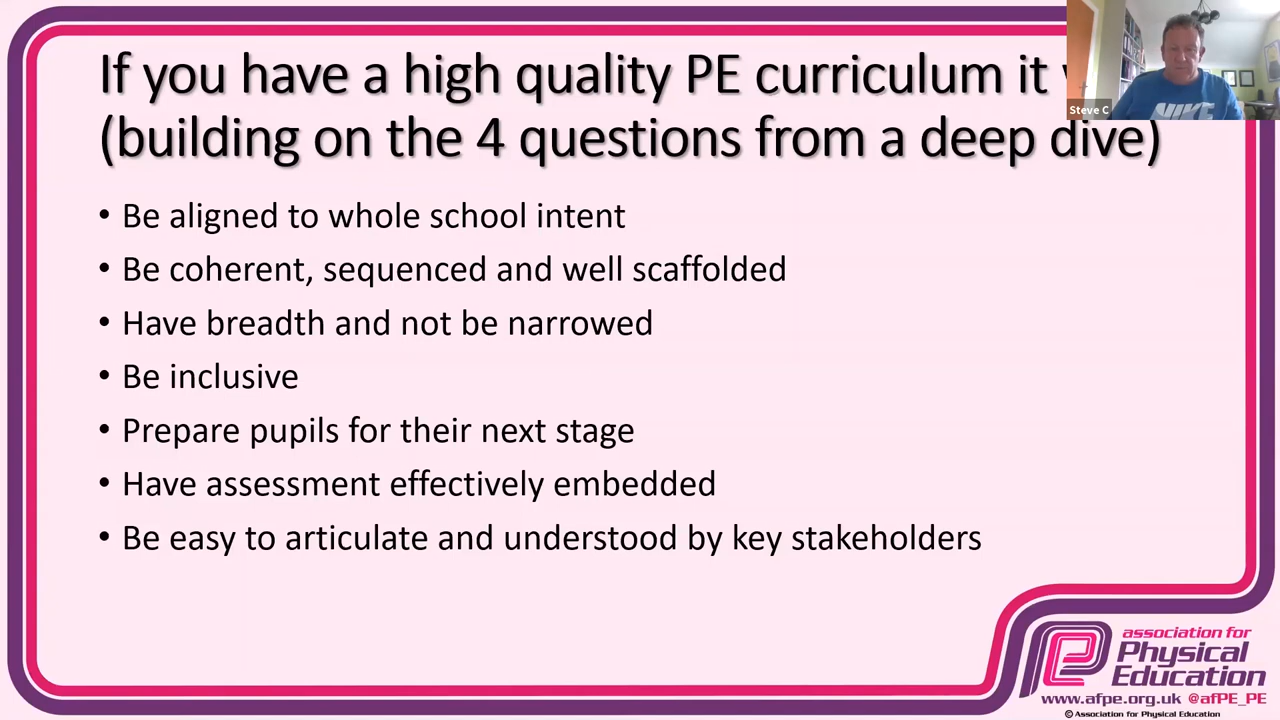 If you have a high quality PE curriculum it
(building on the 4 questions from a deep dive)
Steve C
NIKE
• Be aligned to whole school intent
• Be coherent, sequenced and well scaffolded
• Have breadth and not be narrowed
• Be inclusive
• Prepare pupils for their next stage
• Have assessment effectively embedded
• Be easy to articulate and understood by key stakeholders
association for
Physical
Education
www.afpe.org.uk @afPE_PE
© Association for Physical Education